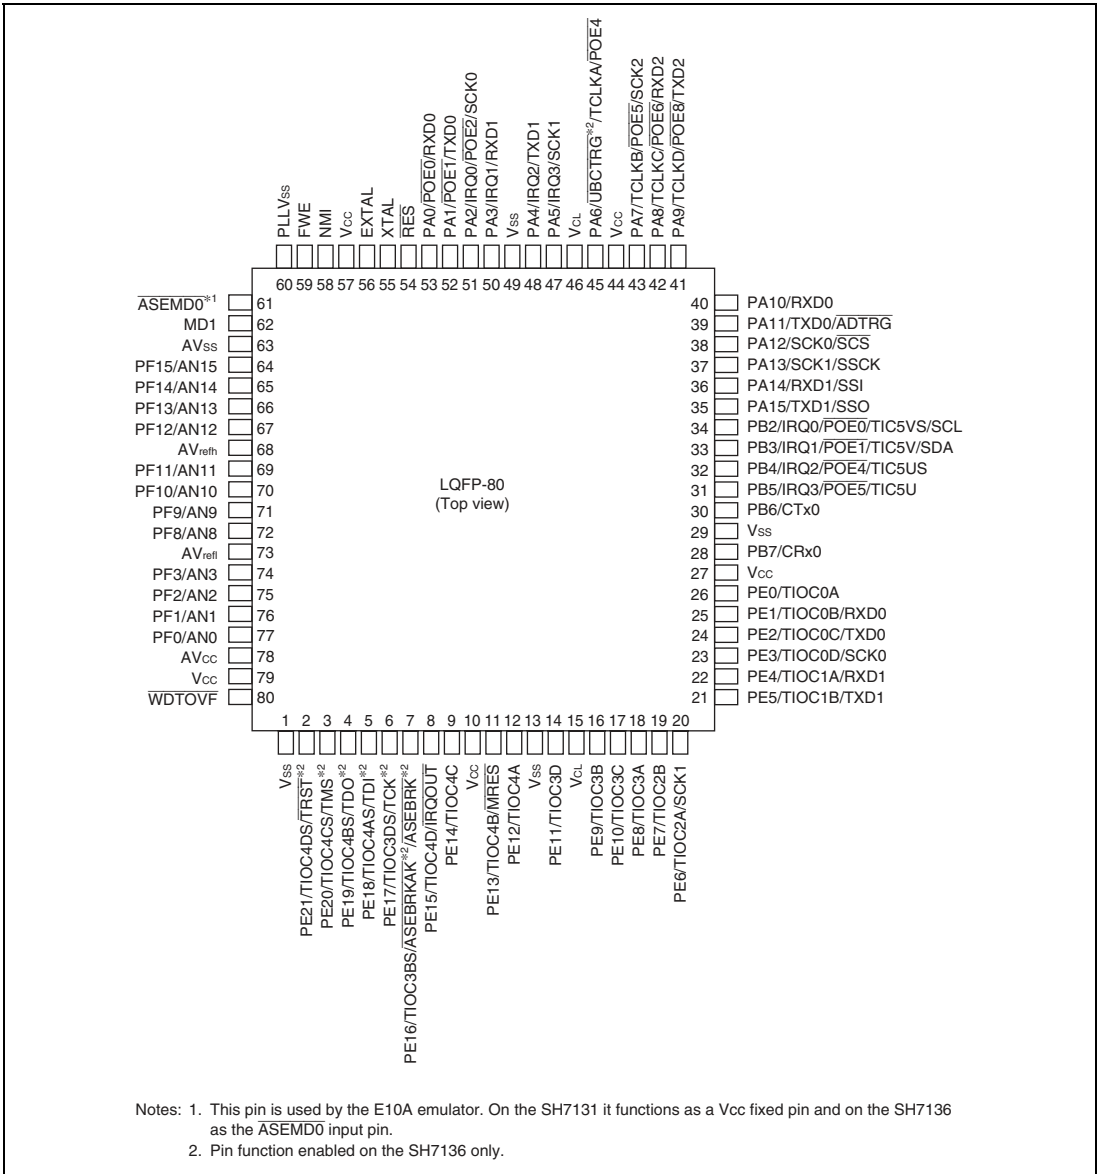 PLLVss
FWE
NMI
Vcc
EXTAL
XTAL
RES
PA0/POE0/RXD0
PA1/POE1/TXD0
PA2/IRQ0/POE2/SCK0
PA3/IRQ1/RXD1
Vss
PA4/IRQ2/TXD1
PA5/IRQ3/SCK1
VCL
PA6/UBCTRG*2/TCLKA/POE4
Vcc
PA7/TCLKB/POE5/SCK2
PA8/TCLKC/POE6/RXD2
PA9/TCLKD/POE8/TXD2
60 59 58 57 56 55 54 53 52 51 50 49 48 47 46 45 44 43 42 41
ASEMD0*1 61
MD1 62
AVss 63
PF15/AN15 64
PF14/AN14 65
PF13/AN13 66
PF12/AN12 67
AVrefh 68
PF11/AN11 69
PF10/AN10 70
PF9/AN9 71
PF8/AN8 72
AVrefl 73
PF3/AN3 74
PF2/AN2 75
PF1/AN1 76
PF0/AN0 77
AVcc 78
Vcc 79
WDTOVF 80
LQFP-80
(Top view)
40 PA10/RXD0
39 PA11/TXD0/ADTRG
38 PA12/SCK0/SCS
37 PA13/SCK1/SSCK
36 PA14/RXD1/SSI
35 PA15/TXD1/SSO
34 PB2/IRQ0/POE0/TIC5VS/SCL
33 PB3/IRQ1/POE1/TIC5V/SDA
32 PB4/IRQ2/POE4/TIC5US
31 PB5/IRQ3/POE5/TIC5U
30 PB6/CTx0
29 Vss
28 PB7/CRx0
27 Vcc
26 PE0/TIOC0A
25 PE1/TIOC0B/RXD0
24 PE2/TIOC0C/TXD0
23 PE3/TIOC0D/SCK0
22 PE4/TIOC1A/RXD1
21 PE5/TIOC1B/TXD1
1 2 3 4 5 6 7 8 9 10 11 12 13 14 15 16 17 18 19 20
Vss
PE21/TIOC4DS/TRST*2
PE20/TIOC4CS/TMS*2
PE19/TIOC4BS/TDO*2
PE18/TIOC4AS/TDI*2
PE17/TIOC3DS/TCK*2
PE16/TIOC3BS/ASEBRKAK*2/ASEBRK*2
PE15/TIOC4D/IRQOUT
PE14/TIOC4C
Vcc
PE13/TIOC4B/MRES
PE12/TIOC4A
Vss
PE11/TIOC3D
VCL
PE9/TIOC3B
PE10/TIOC3C
PE8/TIOC3A
PE7/TIOC2B
PE6/TIOC2A/SCK1
Notes: 1. This pin is used by the E10A emulator. On the SH7131 it functions as a Vcc fixed pin and on the SH7136
as the ASEMD0 input pin.
2. Pin function enabled on the SH7136 only.